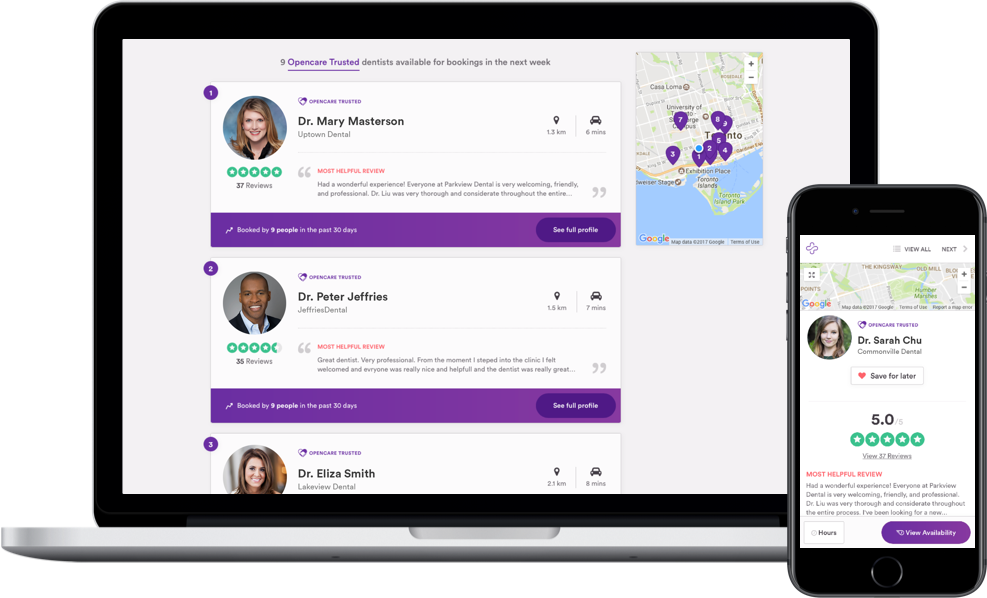 9 Opencare Trusted dentists available for bookings in the next week
1
OPENCARE TRUSTED
Dr. Mary Masterson
Uptown Dental
1.3 km
6 mins
37 Reviews
MOST HELPFUL REVIEW
Had a wonderful experience! Everyone at Parkview Dental is very welcoming, friendly,
and professional. Dr. Liu was very thorough and considerate throughout the entire...
Booked by 9 people in the past 30 days
See full profile
2
OPENCARE TRUSTED
Dr. Peter Jeffries
JeffriesDental
1.5 km
7 mins
35 Reviews
MOST HELPFUL REVIEW
Great dentist. Very professional. From the moment I steped into the clinic I felt
welcomed and evryone was really nice and helpfull and the dentist was really great...
Booked by 9 people in the past 30 days
See full profile
3
OPENCARE TRUSTED
Dr. Eliza Smith
Lakeview Dental
2.1 km
8 mins
+
−
ROSEDALE
Casa Loma
University of
Campus
7
8
9
5
Toronto
3
1
2
4
Exhibition Place
Toronto
Islands
Toronto
Island Park
weiser Stage
Google
Map data ©2017 Google
Terms of Use
VIEW ALL
NEXT
THE KINGSWAY
OLD MILL
POINTS
Humber
Marshes
+
−
Google
Map data ©2017 Google
Terms of Use
Report a map error
OPENCARE TRUSTED
Dr. Sarah Chu
Commonville Dental
Save for later
5.0/5
View 37 Reviews
MOST HELPFUL REVIEW
Had a wonderful experience! Everyone at Parkview
Dental is very welcoming, friendly, and professional.
Dr. Liu was very thorough and considerate throughout
the entire process. I've been looking for a new...
Hours
View Availability